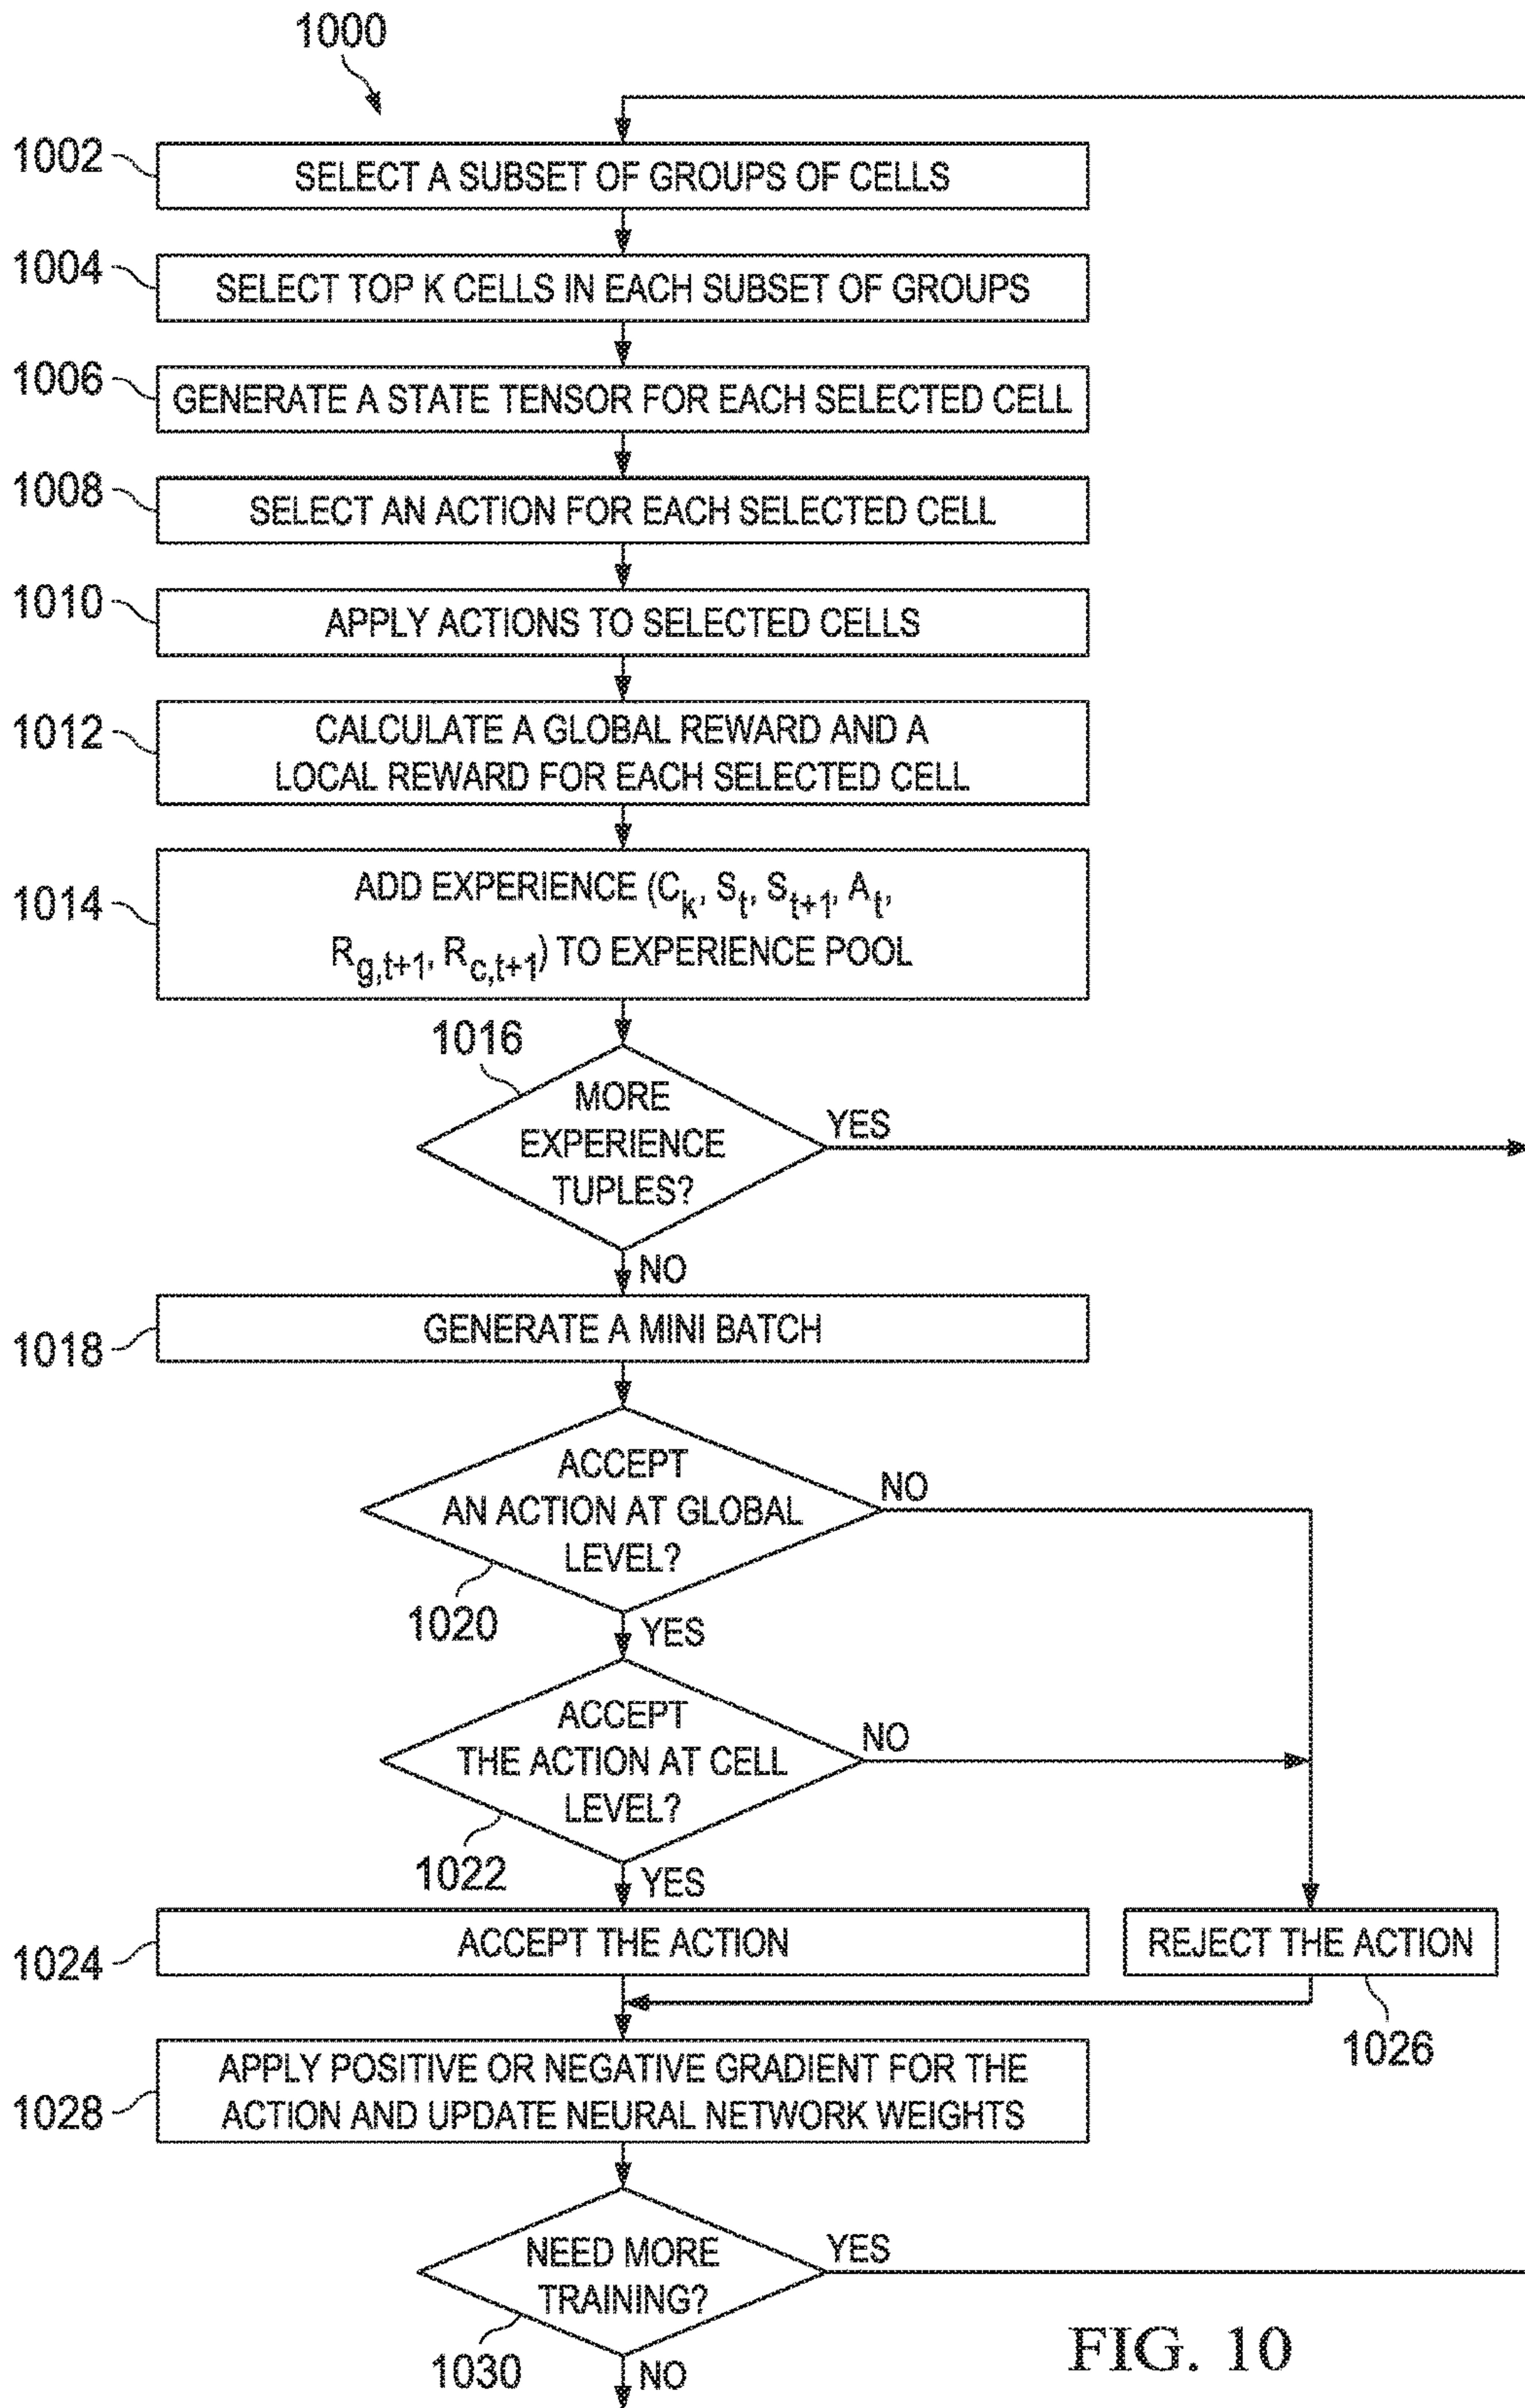 1000
1002
SELECT A SUBSET OF GROUPS OF CELLS
1004
SELECT TOP K CELLS IN EACH SUBSET OF GROUPS
1006
GENERATE A STATE TENSOR FOR EACH SELECTED CELL
1008
SELECT AN ACTION FOR EACH SELECTED CELL
1010
APPLY ACTIONS TO SELECTED CELLS
1012
CALCULATE A GLOBAL REWARD AND A
LOCAL REWARD FOR EACH SELECTED CELL
1014
ADD EXPERIENCE (C_k, S_t, S_{t+1}, A_t,
R_{g,t+1}, R_{c,t+1}) TO EXPERIENCE POOL
1016
MORE
EXPERIENCE
TUPLES?
YES
NO
1018
GENERATE A MINI BATCH
ACCEPT
AN ACTION AT GLOBAL
LEVEL?
NO
1020
YES
ACCEPT
THE ACTION AT CELL
LEVEL?
NO
1022
YES
1024
ACCEPT THE ACTION
REJECT THE ACTION
1026
1028
APPLY POSITIVE OR NEGATIVE GRADIENT FOR THE
ACTION AND UPDATE NEURAL NETWORK WEIGHTS
NEED MORE
TRAINING?
YES
1030
NO
FIG. 10